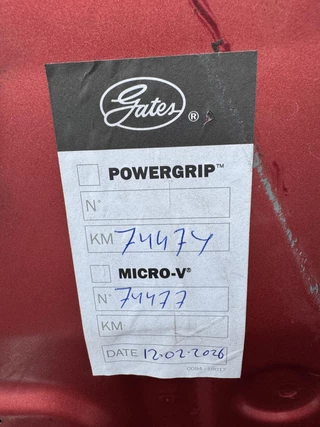 Gates ®
POWERGRIP™
N°
KM 74474
MICRO-V®
N° 74477
KM
DATE 12.02.2026